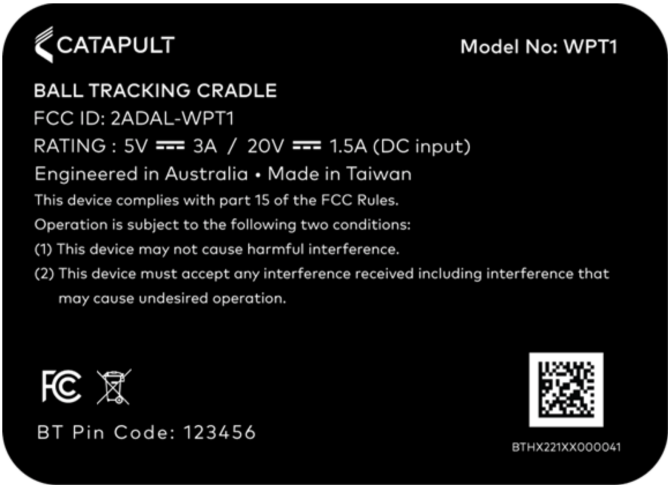 CATAPULT
Model No: WPT1
BALL TRACKING CRADLE
FCC ID: 2ADAL-WPT1
RATING : 5V ⎓ 3A / 20V ⎓ 1.5A (DC input)
Engineered in Australia • Made in Taiwan
This device complies with part 15 of the FCC Rules.
Operation is subject to the following two conditions:
(1) This device may not cause harmful interference.
(2) This device must accept any interference received including interference that
may cause undesired operation.
FC
BT Pin Code: 123456
BTHX221XX000041